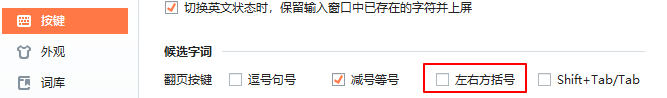 按键
外观
词库
切换英文状态时，保留输入窗口中已存在的字符并上屏
候选字词
翻页按键 逗号句号 减号等号 左右方括号 Shift+Tab/Tab